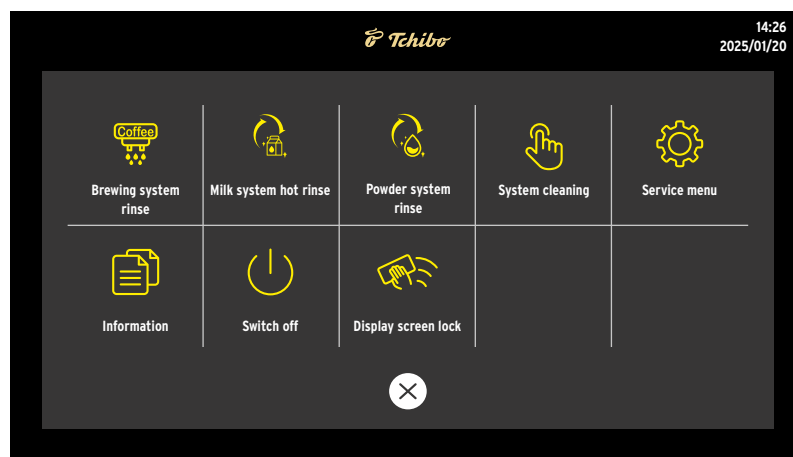 Tchibo
14:26
2025/01/20
Coffee
Brewing system
rinse
Milk system hot rinse
Powder system
rinse
System cleaning
Service menu
Information
Switch off
Display screen lock